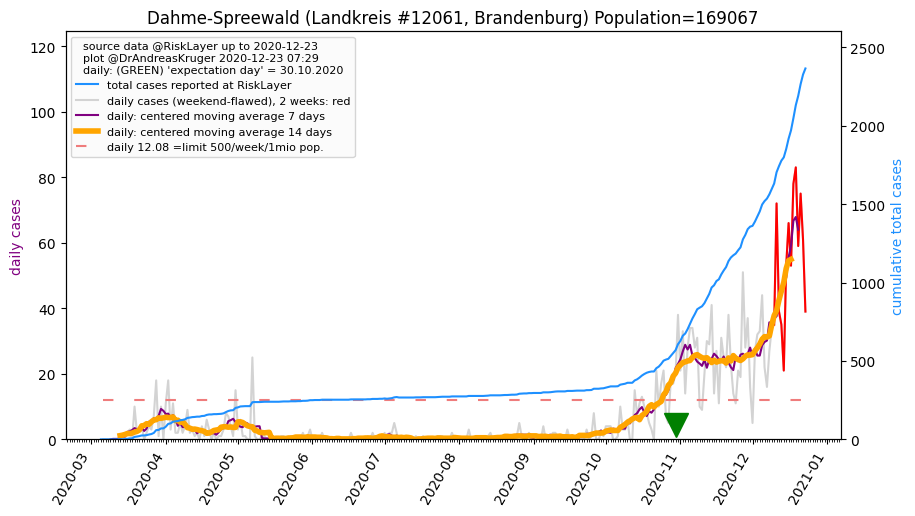 Dahme-Spreewald (Landkreis #12061, Brandenburg) Population=169067
source data @RiskLayer up to 2020-12-23
plot @DrAndreasKruger 2020-12-23 07:29
daily: (GREEN) 'expectation day' = 30.10.2020
total cases reported at RiskLayer
daily cases (weekend-flawed), 2 weeks: red
daily: centered moving average 7 days
daily: centered moving average 14 days
daily 12.08 =limit 500/week/1mio pop.
daily cases
120
100
80
60
40
20
0
cumulative total cases
2500
2000
1500
1000
500
0
2020-03
2020-04
2020-05
2020-06
2020-07
2020-08
2020-09
2020-10
2020-11
2020-12
2021-01